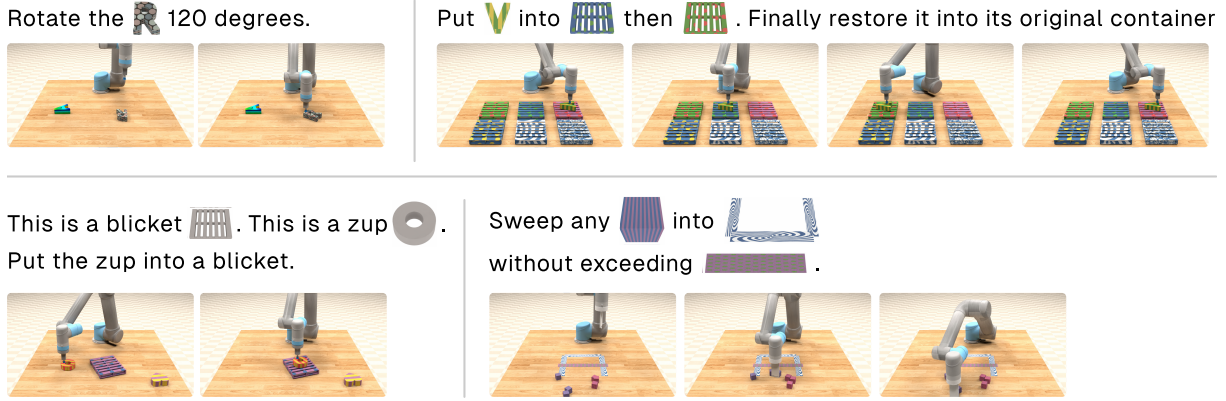 Rotate the R 120 degrees.
Put V into then . Finally restore it into its original container
This is a blicket . This is a zup .
Put the zup into a blicket.
Sweep any into
without exceeding .